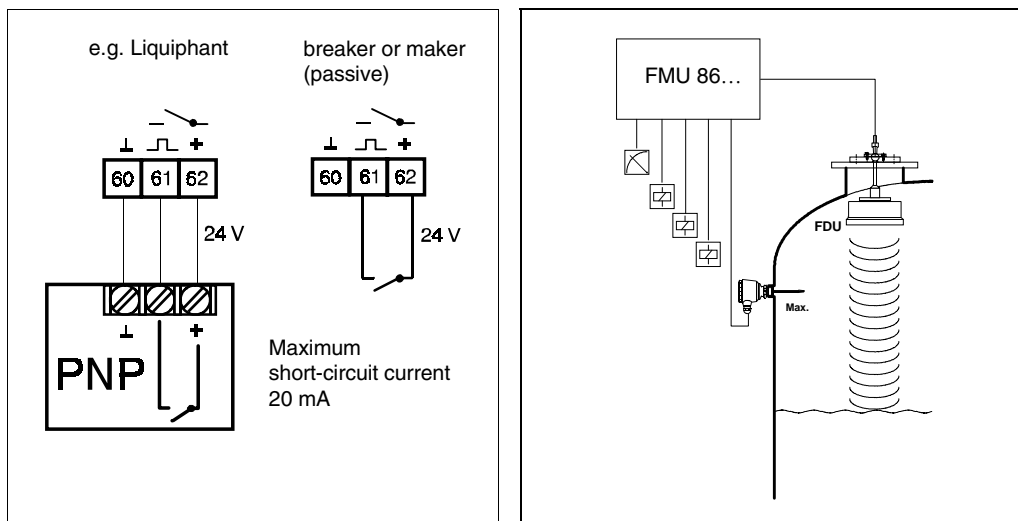 e.g. Liquiphant
60 61 62
24 V
PNP
breaker or maker
(passive)
60 61 62
24 V
Maximum
short-circuit current
20 mA
FMU 86...
FDU
Max.